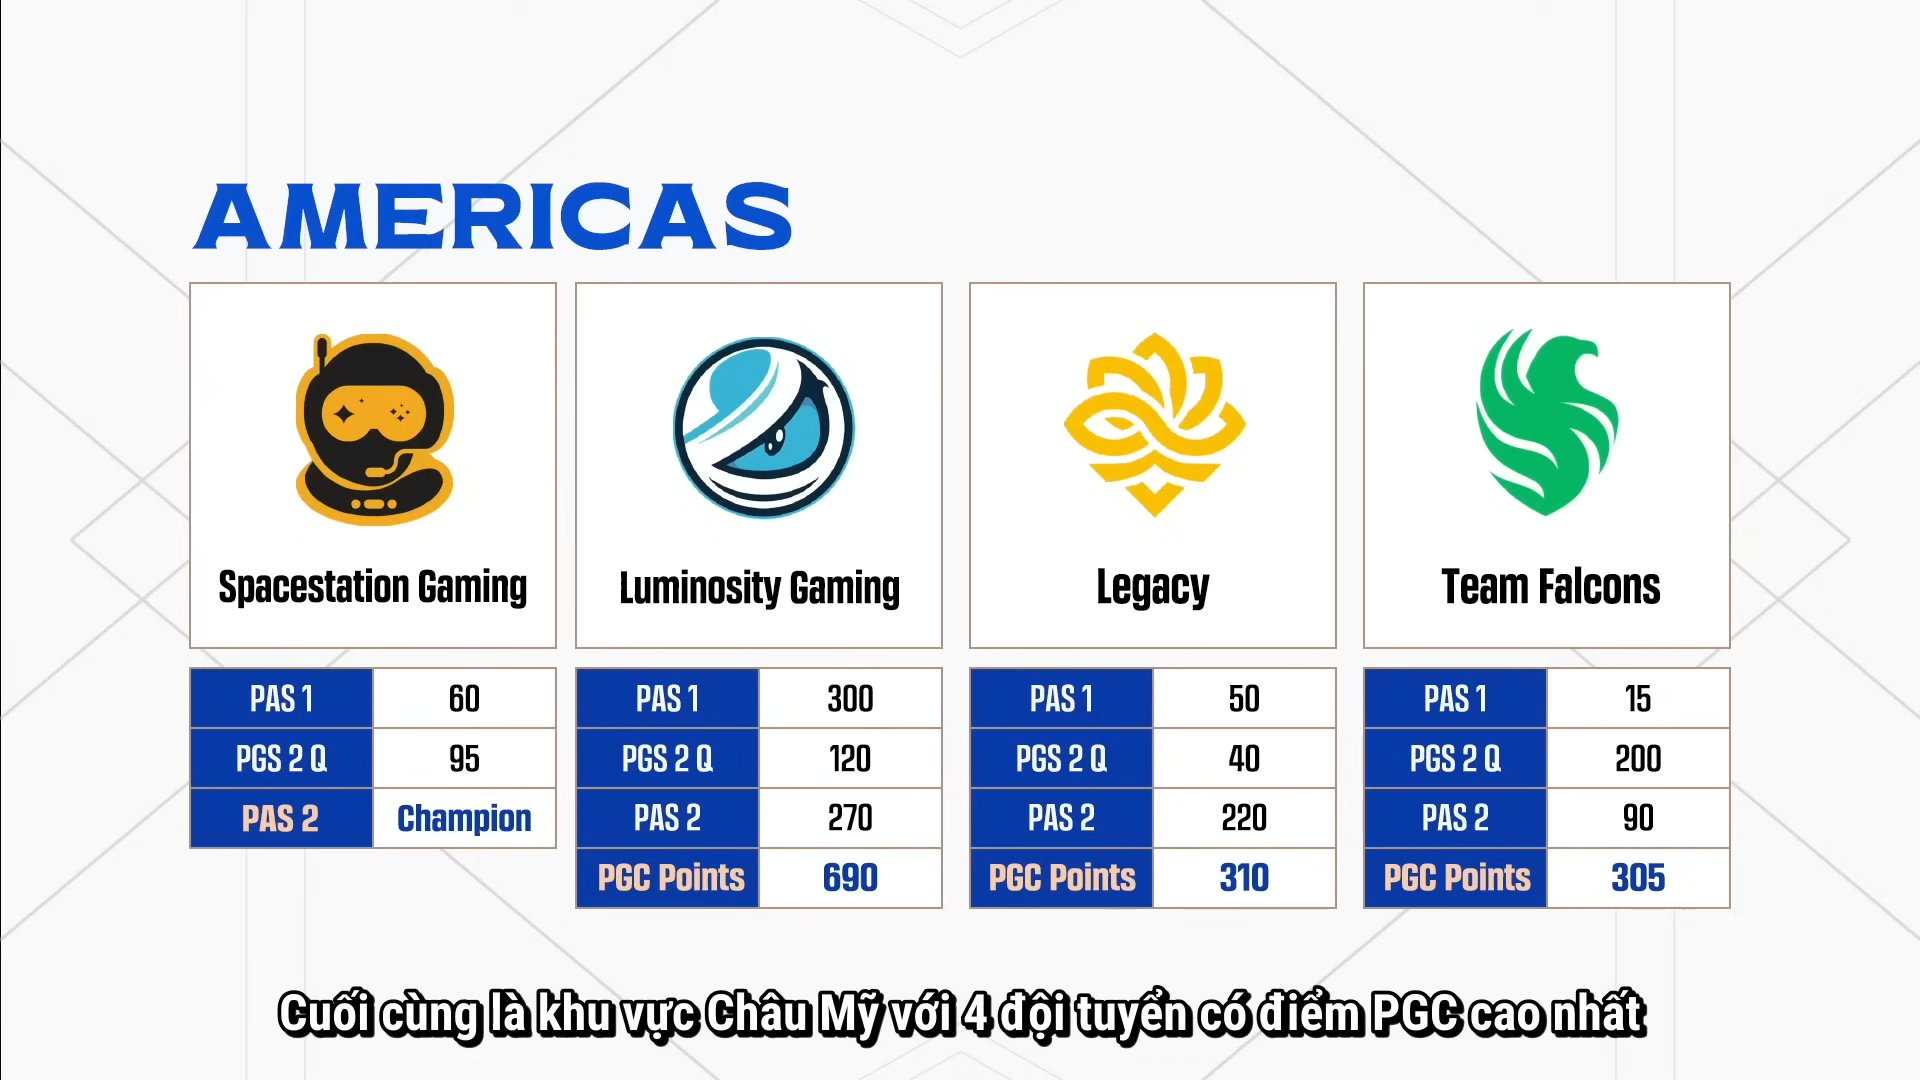 AMERICAS
Spacestation Gaming
Luminosity Gaming
Legacy
Team Falcons
PAS 1 60
PGS 2 Q 95
PAS 2 Champion
PAS 1 300
PGS 2 Q 120
PAS 2 270
PGC Points 690
PAS 1 50
PGS 2 Q 40
PAS 2 220
PGC Points 310
PAS 1 15
PGS 2 Q 200
PAS 2 90
PGC Points 305
Cuối cùng là khu vực Châu Mỹ với 4 đội tuyển có điểm PGC cao nhất